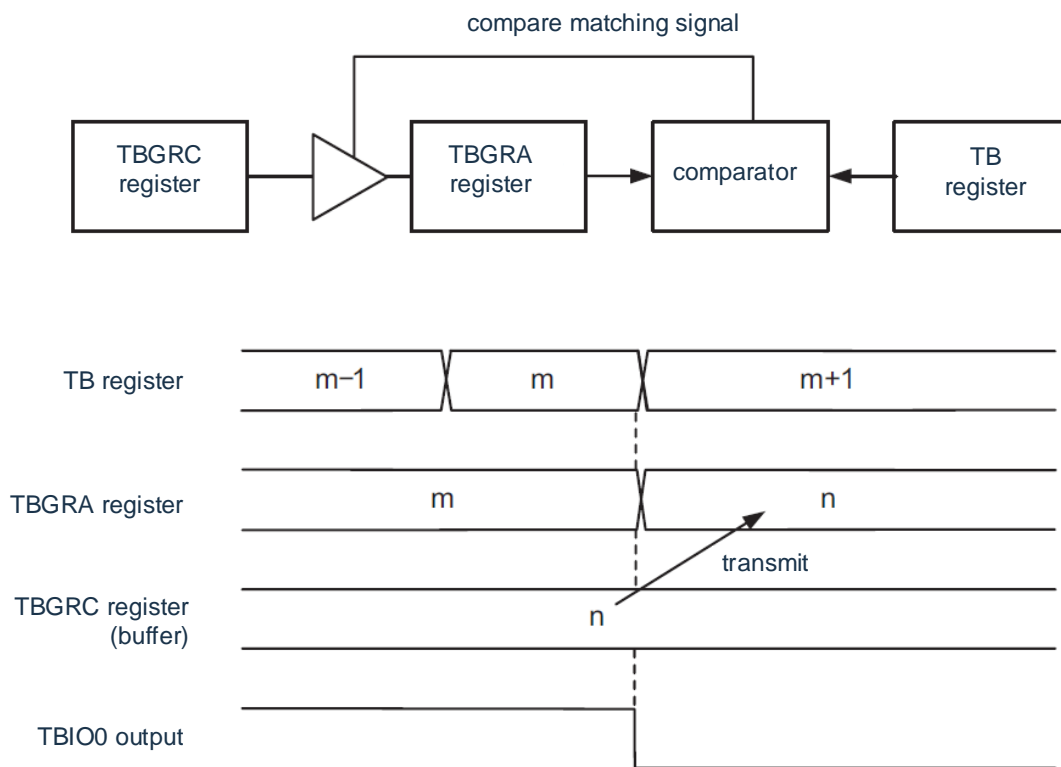 compare matching signal
TBGRC
register
TBGRA
register
comparator
TB
register
TB register
m−1
m
m+1
TBGRA register
m
n
transmit
TBGRC register
(buffer)
n
TBIO0 output